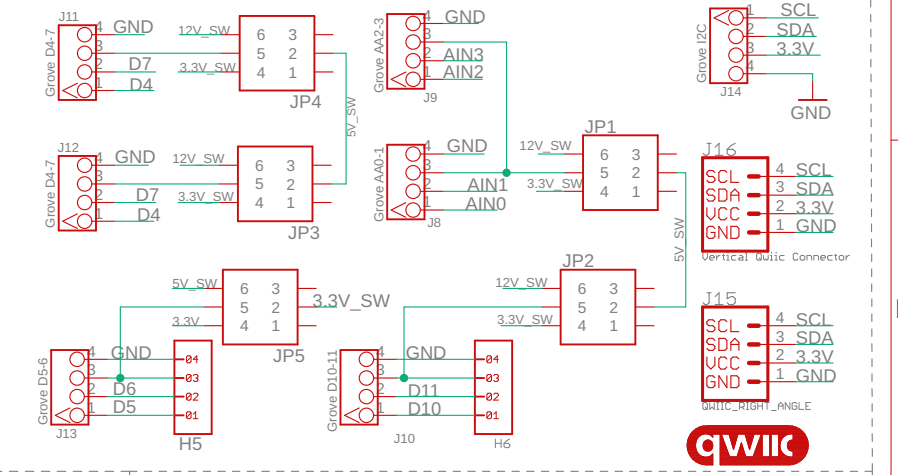 J11
Grove D4-7
4 GND
3
2 D7
1 D4
12V_SW
3.3V_SW
6 3
5 2
4 1
JP4
5V_SW
Grove AA2-3
4 GND
3
2 AIN3
1 AIN2
J9
Grove I2C
1 SCL
2 SDA
3 3.3V
4
J14
GND
J12
Grove D4-7
4 GND
3
2 D7
1 D4
12V_SW
3.3V_SW
6 3
5 2
4 1
JP3
Grove AA0-1
4 GND
3
2 AIN1
1 AIN0
J8
JP1
12V_SW
3.3V_SW
6 3
5 2
4 1
5V_SW
J16
SCL 4 SCL
SDA 3 SDA
VCC 2 3.3V
GND 1 GND
Vertical Qwiic Connector
5V_SW
3.3V
6 3
5 2
4 1
3.3V_SW
JP5
JP2
12V_SW
3.3V_SW
6 3
5 2
4 1
J15
SCL 4 SCL
SDA 3 SDA
VCC 2 3.3V
GND 1 GND
QWIIC_RIGHT_ANGLE
Grove D5-6
4 GND
3
2 D6
1 D5
J13
04
03
02
01
H5
Grove D10-11
4 GND
3
2 D11
1 D10
J10
04
03
02
01
H6
qwiic